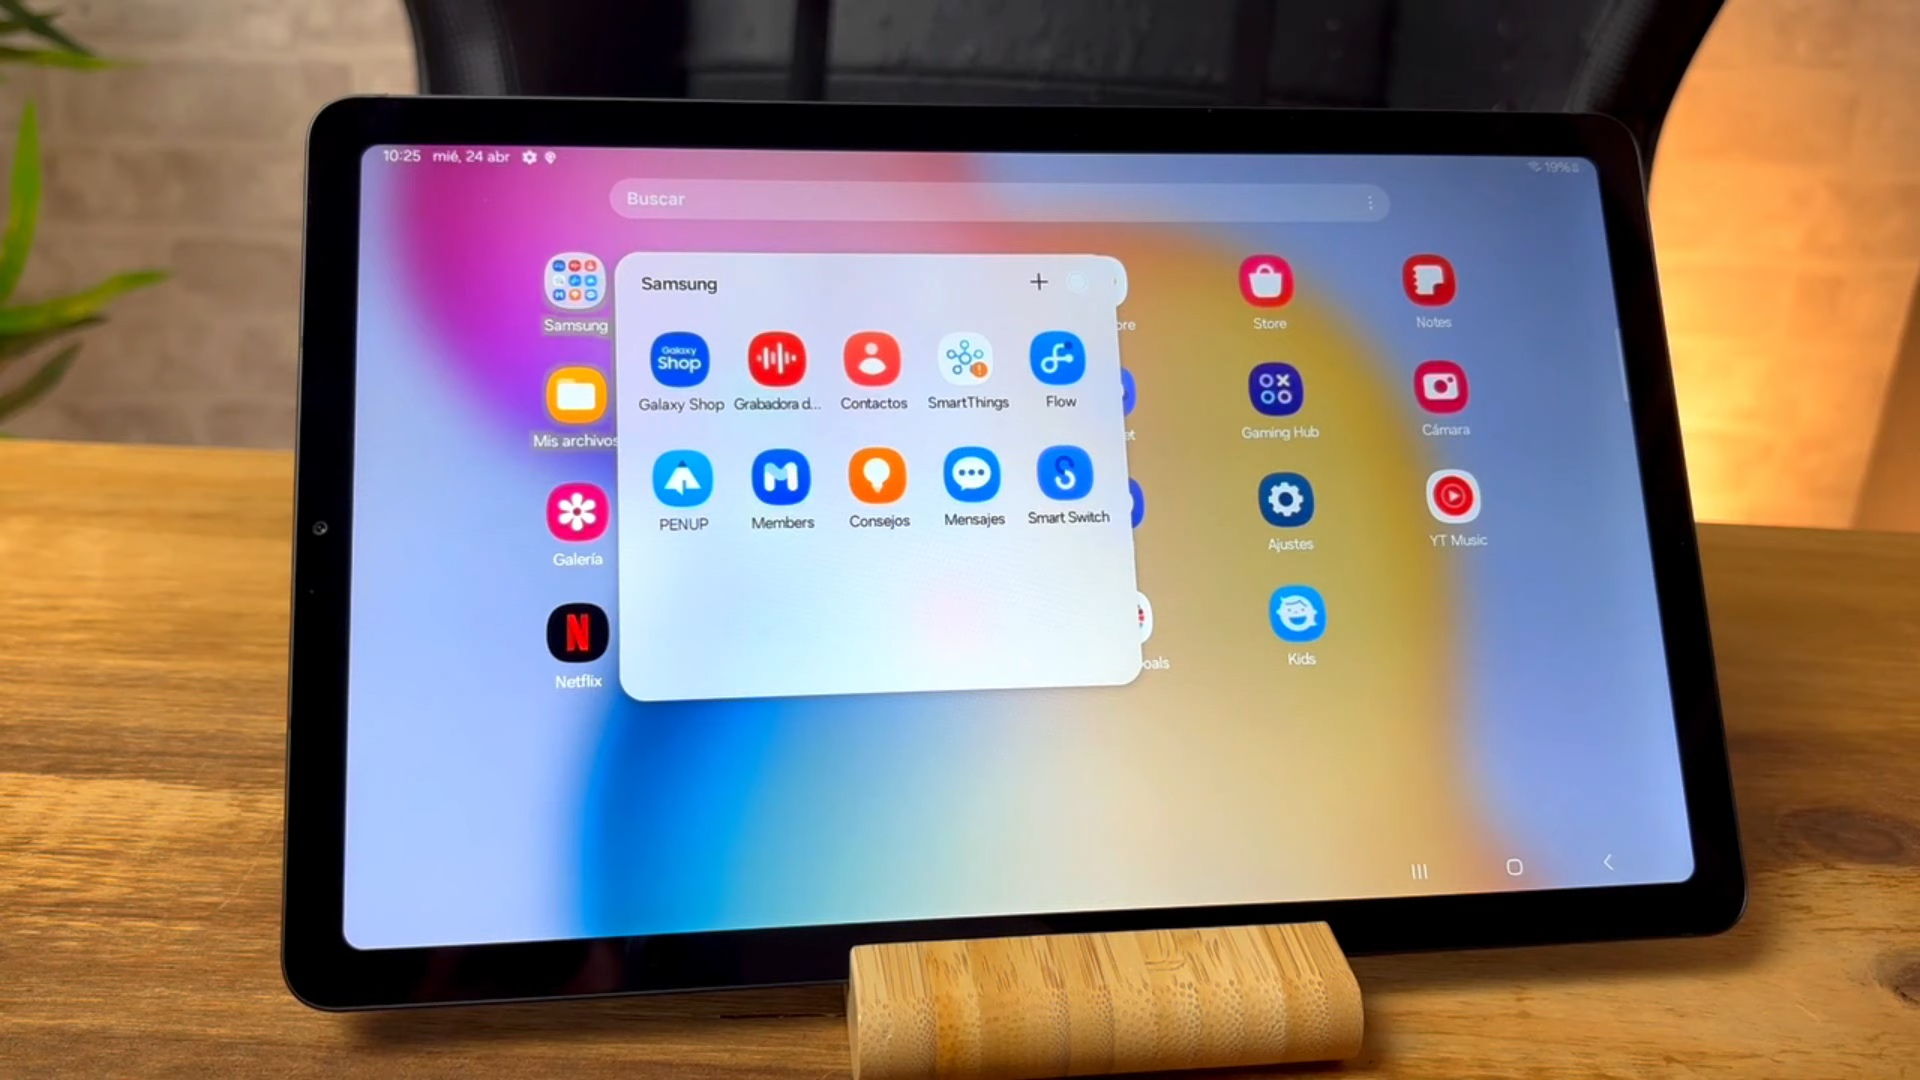 10:25 mié, 24 abr
19%
Buscar
Samsung
Samsung
Galaxy Shop
Galaxy Shop
Grabadora d...
Contactos
SmartThings
Flow
Store
Notes
Mis archivos
PENUP
Members
Consejos
Mensajes
Smart Switch
Gaming Hub
Cámara
Galería
Ajustes
YT Music
Netflix
Kids